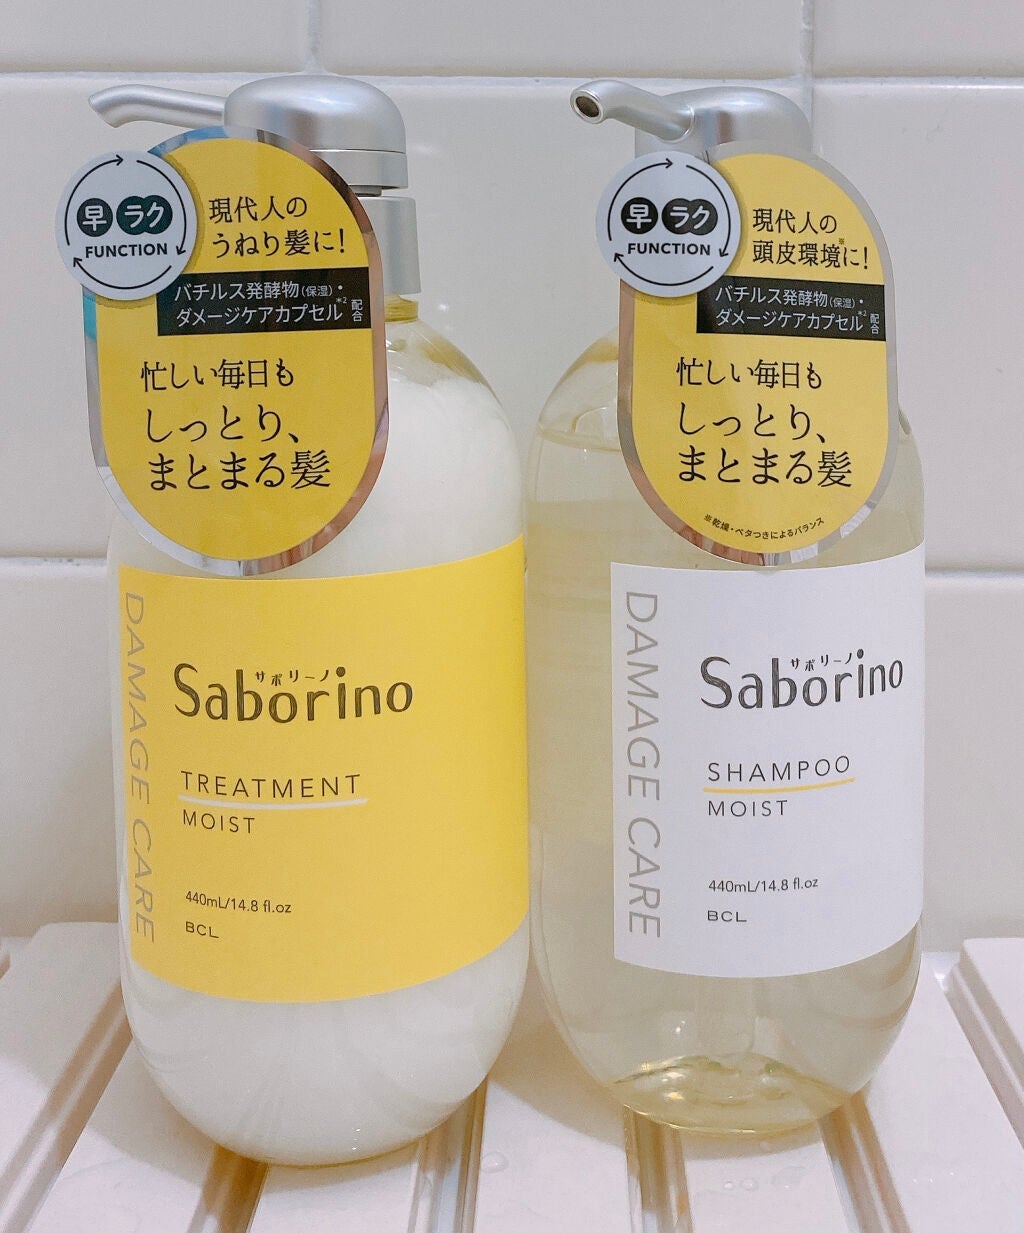 早 ラク
FUNCTION
現代人の
うねり髪に!
バチルス発酵物(保湿)・
ダメージケアカプセル*2 配合
忙しい毎日も
しっとり、
まとまる髪
DAMAGE CARE
サボリーノ
Saborino
TREATMENT
MOIST
440mL/14.8 fl.oz
BCL
早 ラク
FUNCTION
現代人の
頭皮環境※に!
バチルス発酵物(保湿)・
ダメージケアカプセル*2 配合
忙しい毎日も
しっとり、
まとまる髪
※乾燥・ベタつきによるバランス
DAMAGE CARE
サボリーノ
Saborino
SHAMPOO
MOIST
440mL/14.8 fl.oz
BCL